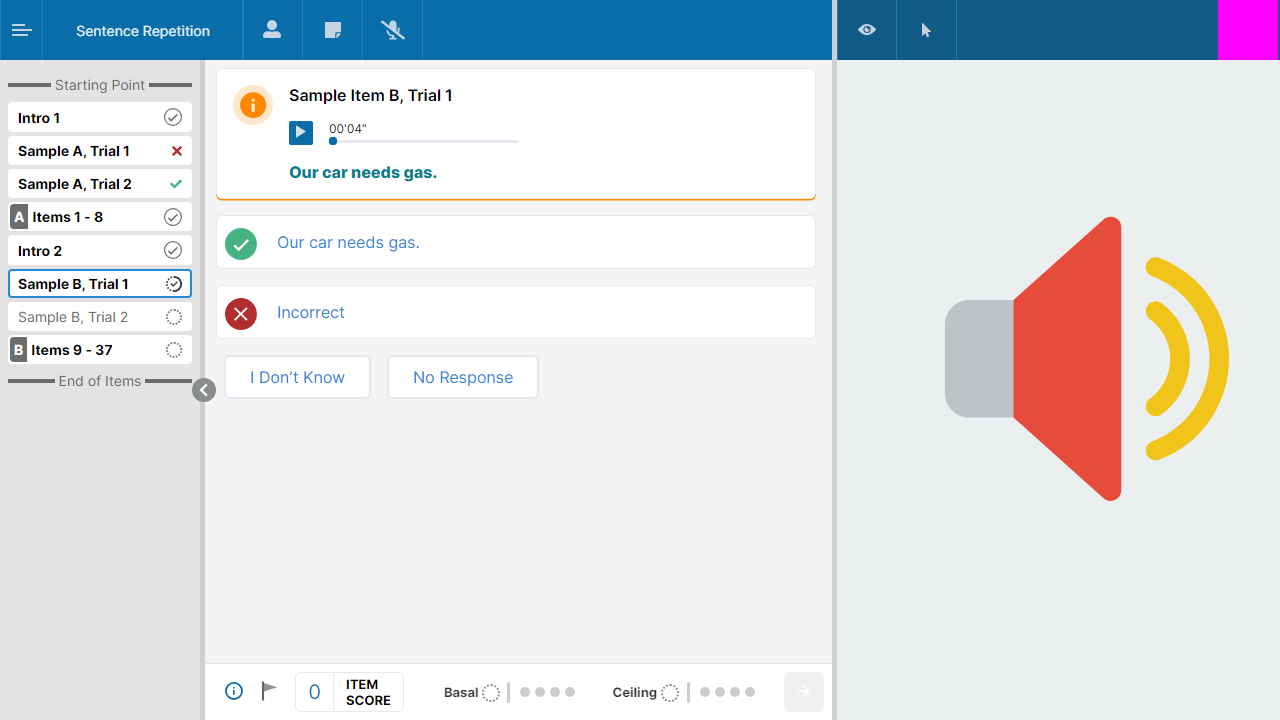 Sentence Repetition
Starting Point
Intro 1
Sample A, Trial 1
Sample A, Trial 2
A Items 1 - 8
Intro 2
Sample B, Trial 1
Sample B, Trial 2
B Items 9 - 37
End of Items
Sample Item B, Trial 1
00'04"
Our car needs gas.
Our car needs gas.
Incorrect
I Don’t Know
No Response
0
ITEM
SCORE
Basal
Ceiling